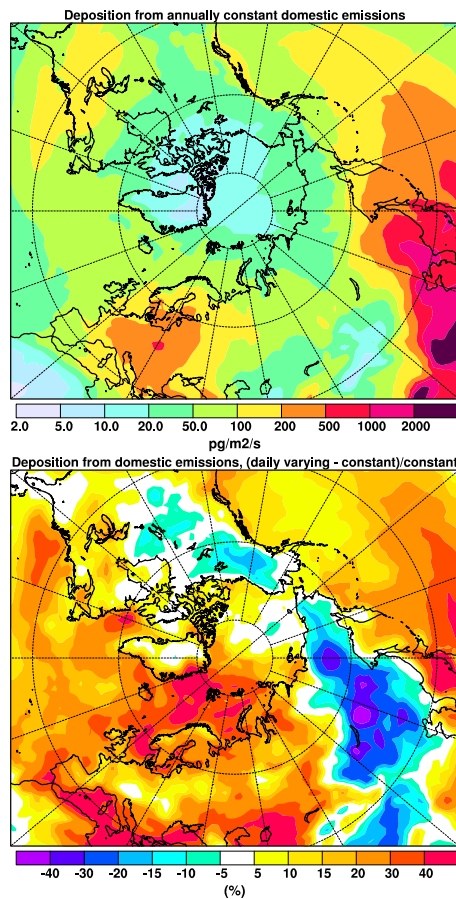 Deposition from annually constant domestic emissions
2.0 5.0 10.0 20.0 50.0 100 200 500 1000 2000
pg/m2/s
Deposition from domestic emissions, (daily varying - constant)/constant
-40 -30 -15 -10 -5 5 10 15 30 40
(%)